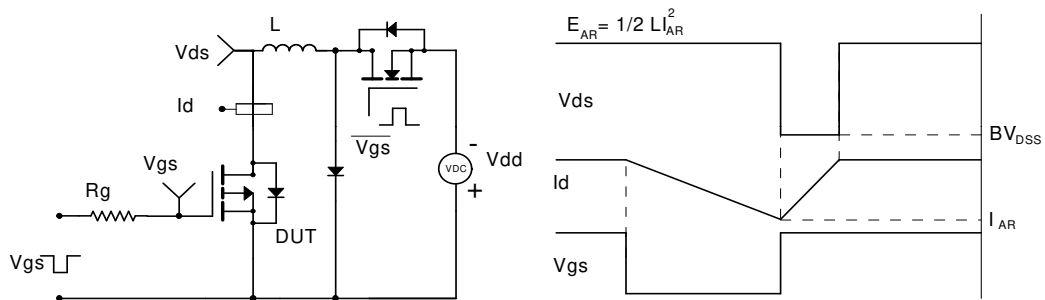 L
Vds
Id
Vgs
Rg
DUT
Vgs
Vgs
VDC
-
+
Vdd
E_AR = 1/2 LI_AR^2
Vds
BV_DSS
Id
I_AR
Vgs